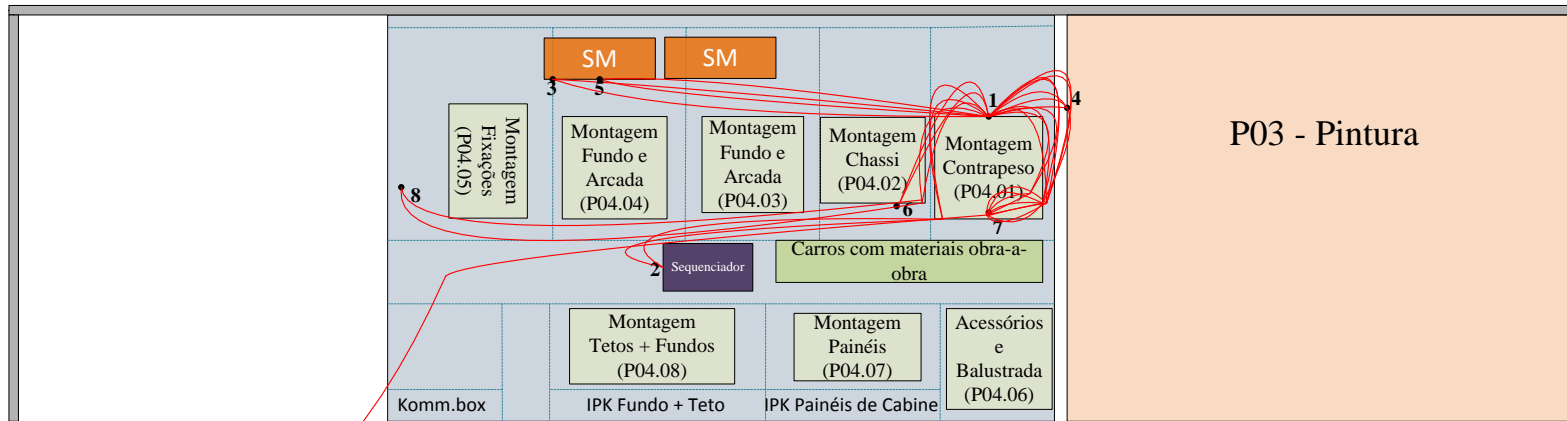 SM
SM
3
5
1
4
Montagem
Fixações
(P04.05)
Montagem
Fundo e
Arcada
(P04.04)
Montagem
Fundo e
Arcada
(P04.03)
Montagem
Chassi
(P04.02)
Montagem
Contrapeso
(P04.01)
P03 - Pintura
8
6
7
2
Sequenciador
Carros com materiais obra-a-
obra
Montagem
Tetos + Fundos
(P04.08)
Montagem
Painéis
(P04.07)
Acessórios
e
Balustrada
(P04.06)
Komm.box
IPK Fundo + Teto
IPK Painéis de Cabine